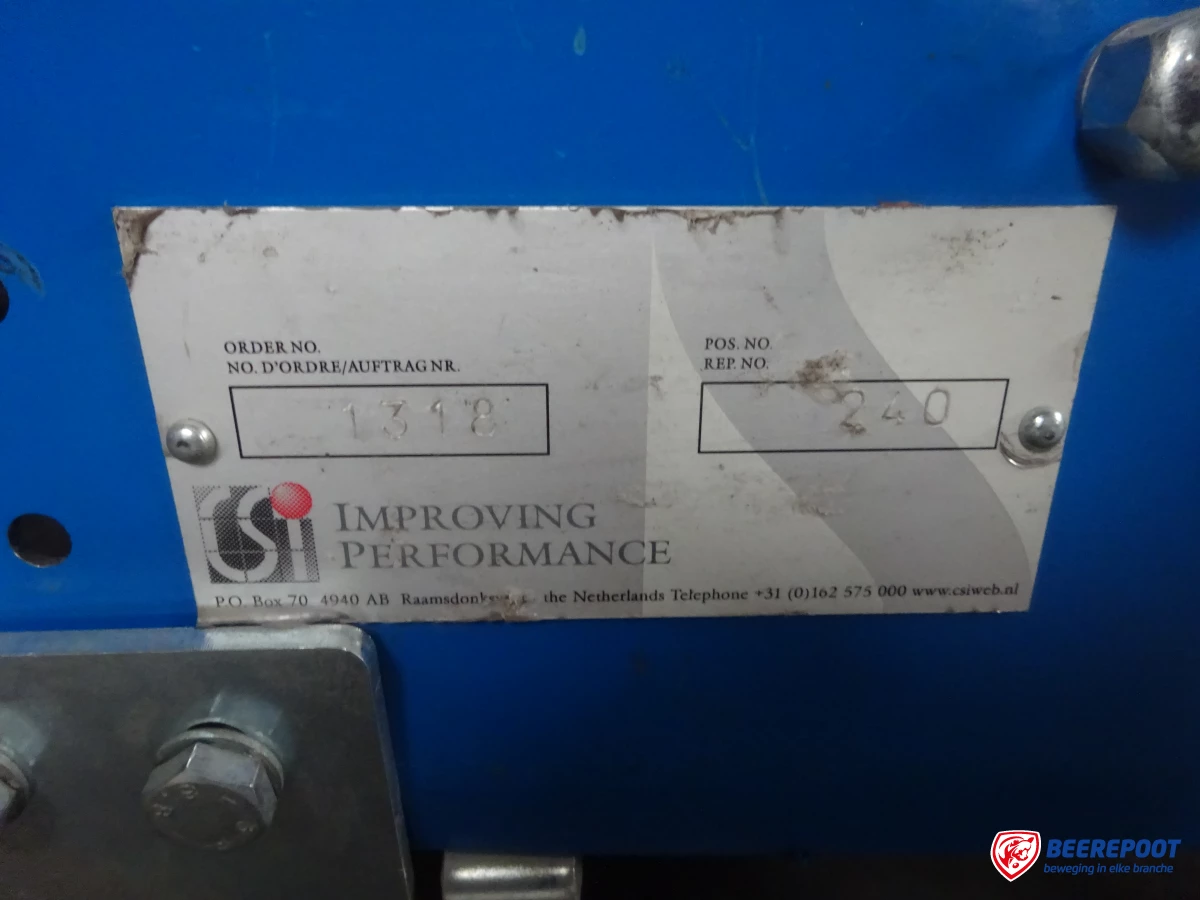 ORDER NO.
NO. D'ORDRE/AUFTRAG NR.
1318
POS. NO.
REP. NO.
240
CSi
IMPROVING
PERFORMANCE
P.O. Box 70 4940 AB the Netherlands Telephone +31 (0)162 575 000 www.csiweb.nl
BEEREPOOT
beweging in elke branche